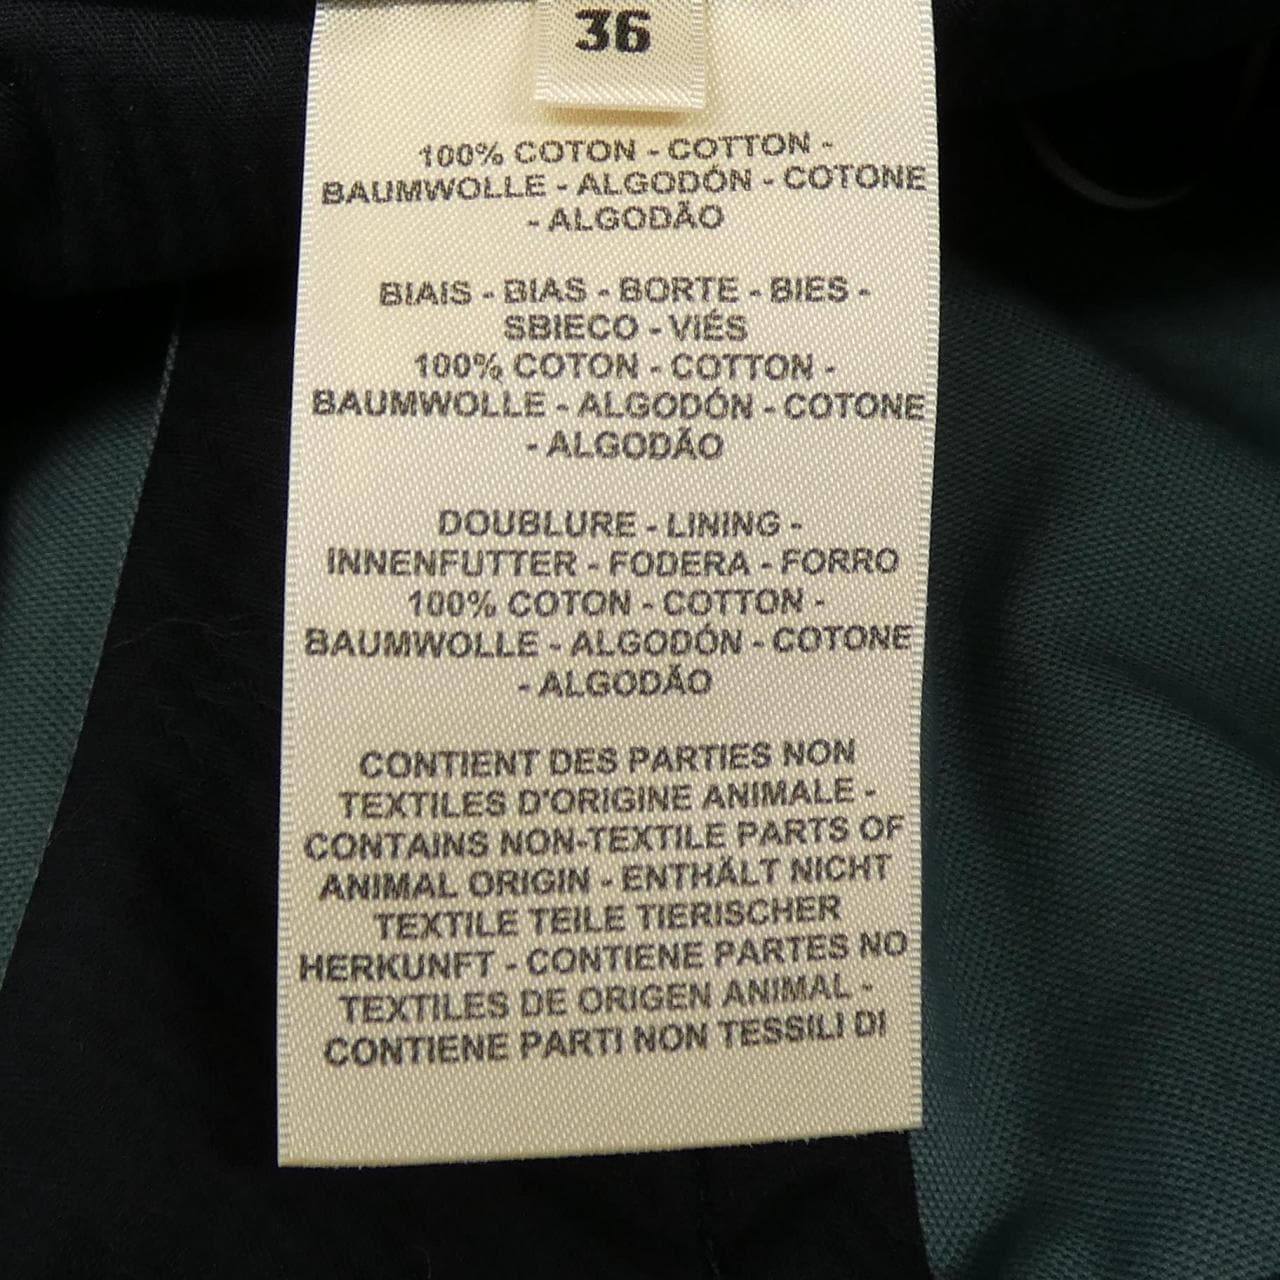 36
100% COTON - COTTON -
BAUMWOLLE - ALGODÓN - COTONE
- ALGODÃO
BIAIS - BIAS - BORTE - BIES -
SBIECO - VIÉS
100% COTON - COTTON -
BAUMWOLLE - ALGODÓN - COTONE
- ALGODÃO
DOUBLURE - LINING -
INNENFUTTER - FODERA - FORRO
100% COTON - COTTON -
BAUMWOLLE - ALGODÓN - COTONE
- ALGODÃO
CONTIENT DES PARTIES NON
TEXTILES D'ORIGINE ANIMALE -
CONTAINS NON-TEXTILE PARTS OF
ANIMAL ORIGIN - ENTHÄLT NICHT
TEXTILE TEILE TIERISCHER
HERKUNFT - CONTIENE PARTES NO
TEXTILES DE ORIGEN ANIMAL -
CONTIENE PARTI NON TESSILI DI